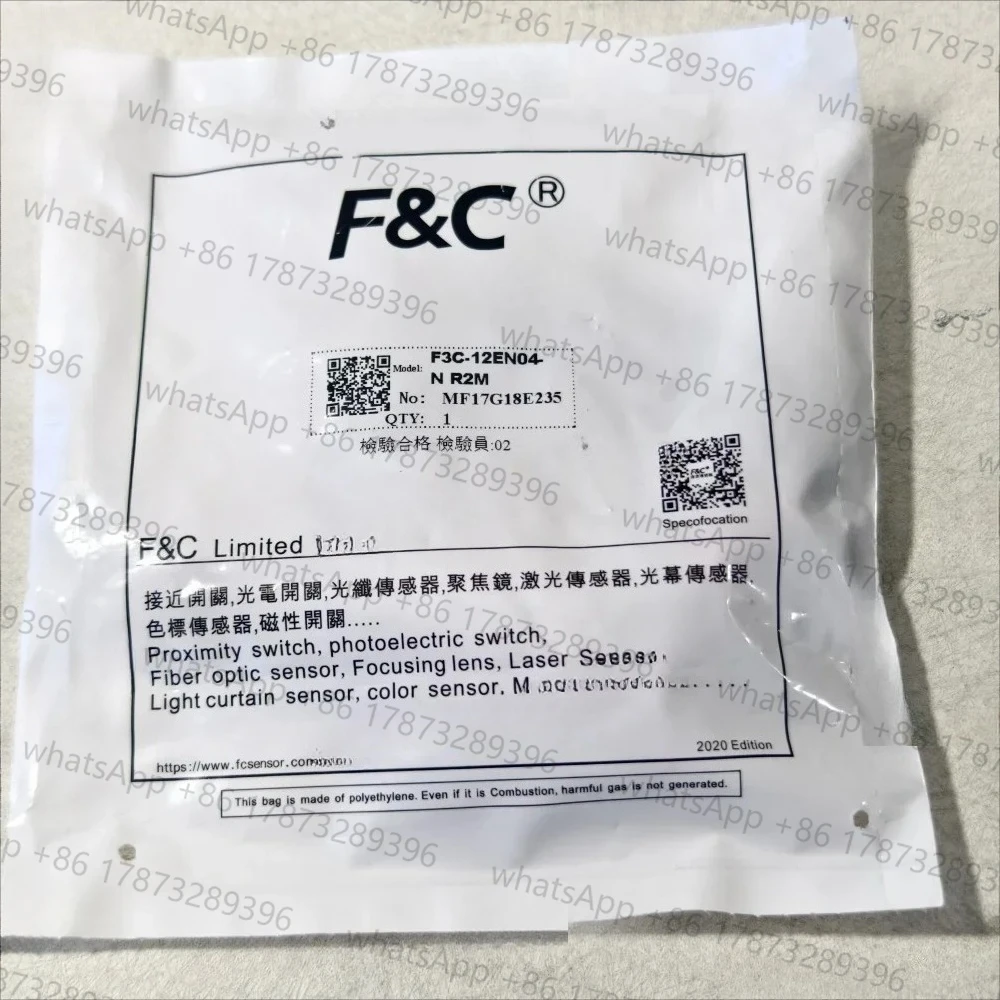 F&C®
Model: F3C-12EN04-
N R2M
No: MF17G18E235
QTY: 1
檢驗合格 檢驗員:02
F&C
Specofocation
F&C Limited
接近開關,光電開關,光纖傳感器,聚焦鏡,激光傳感器,光幕傳感器,
色標傳感器,磁性開關.....
Proximity switch, photoelectric switch,
Fiber optic sensor, Focusing lens, Laser
Light curtain sensor, color sensor, M
2020 Edition
https://www.fcsensor.com
This bag is made of polyethylene. Even if it is Combustion, harmful gas is not generated.
whatsApp +86 17873289396